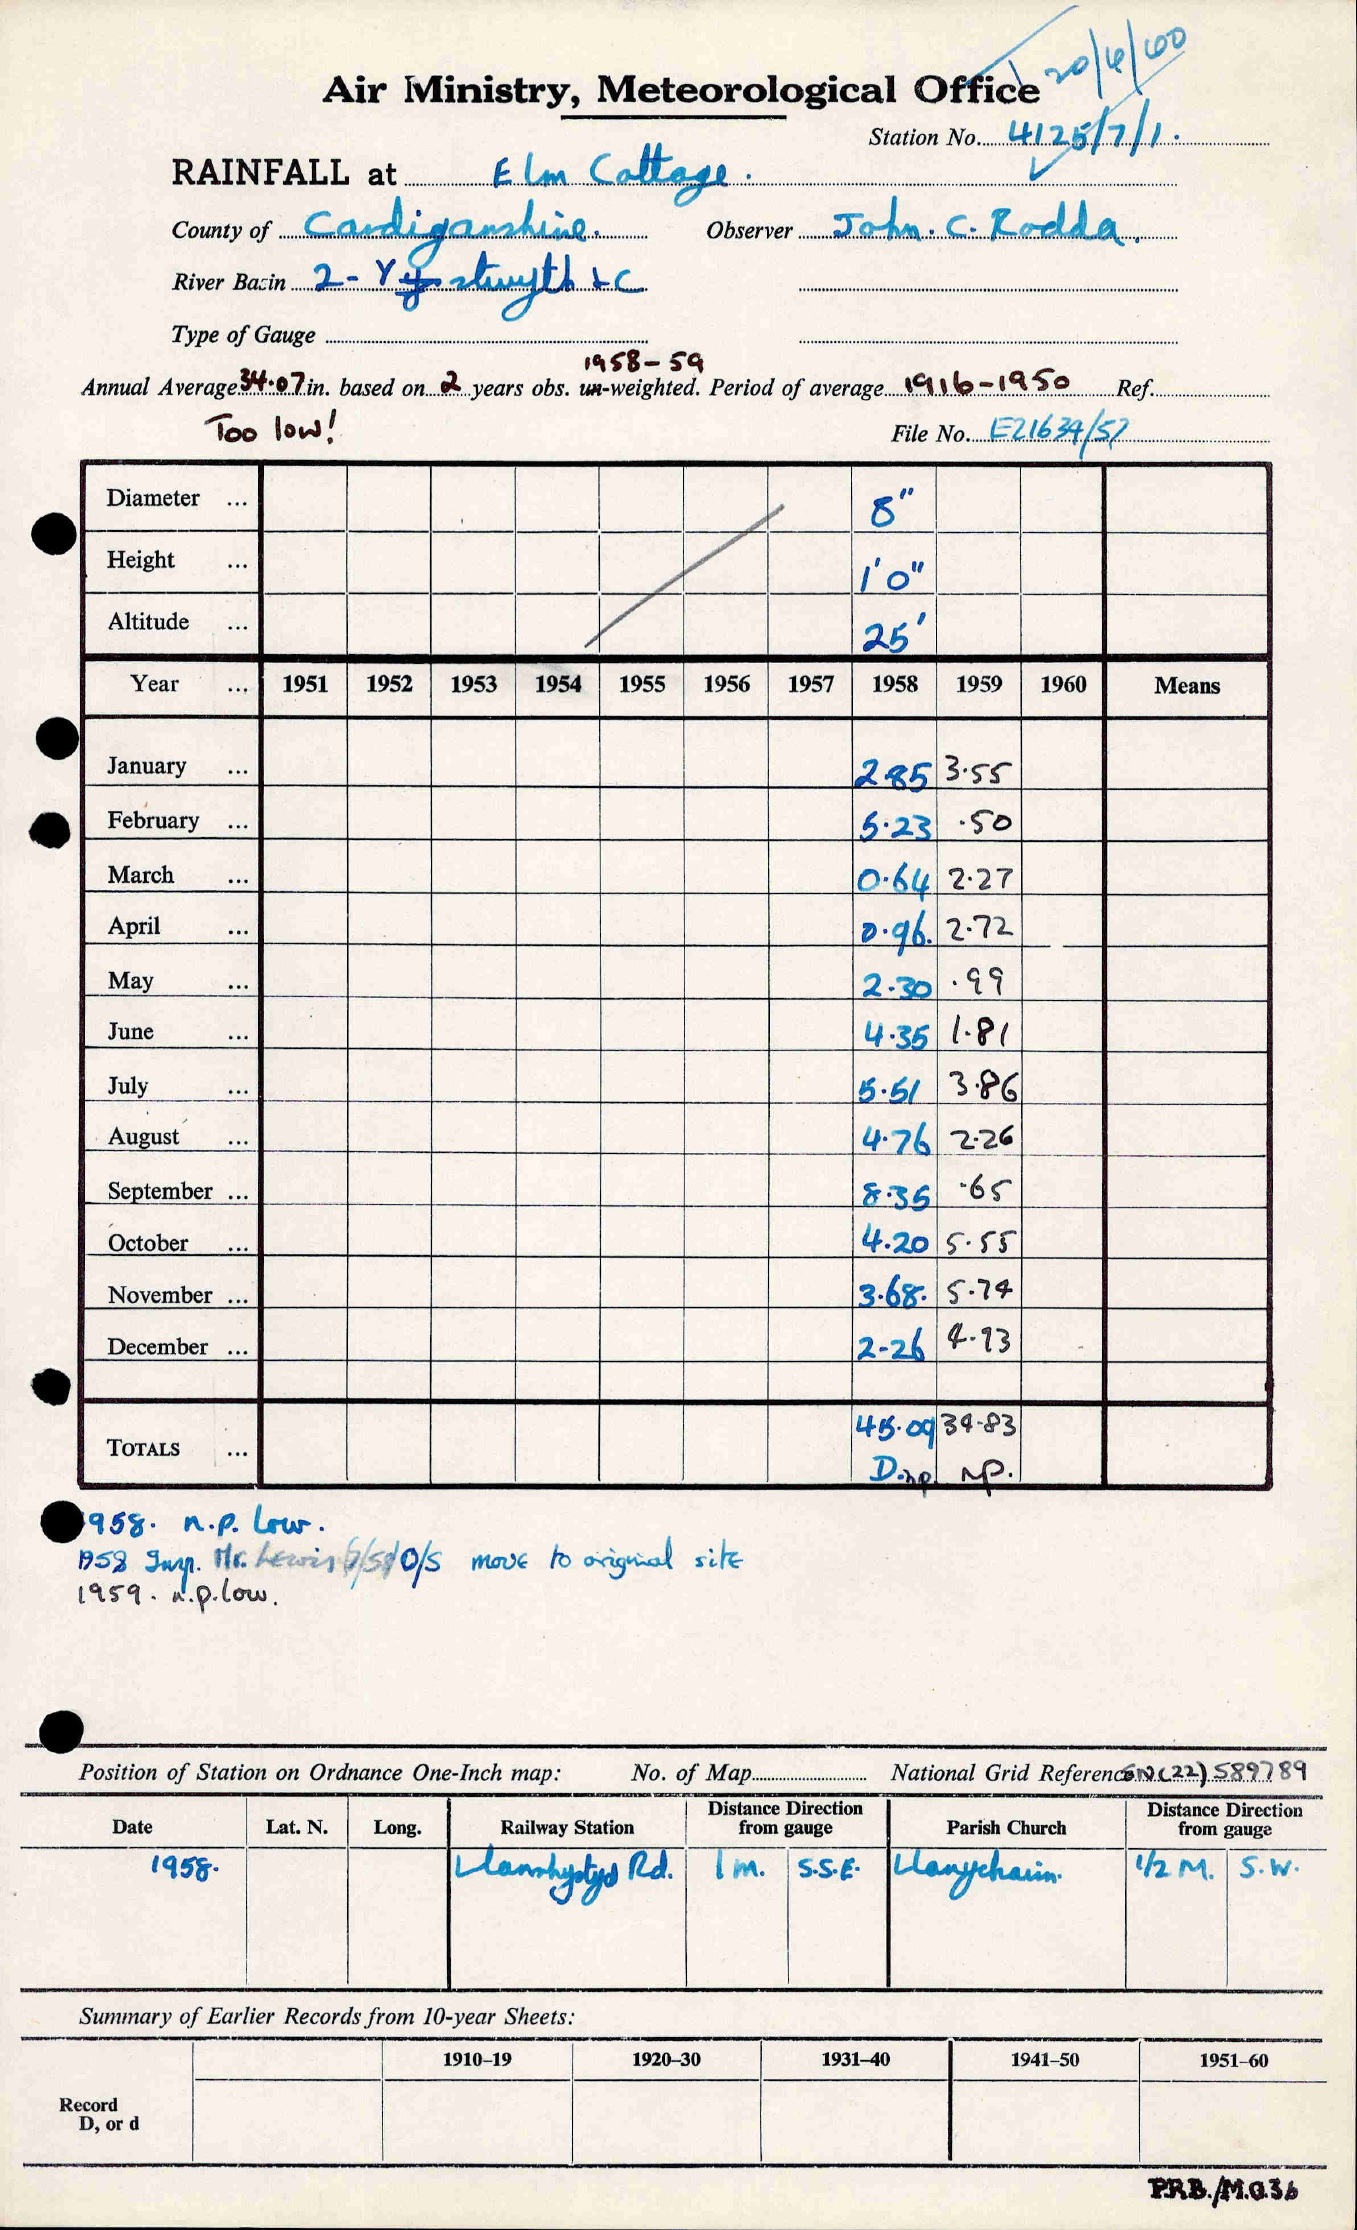 20/6/60
Air Ministry, Meteorological Office
Station No. 4125/7/1.
RAINFALL at Elm Cottage.
County of Cardiganshire. Observer John. C. Rodda.
River Basin 2 - Ystwyth & C
Type of Gauge
1958-59
Annual Average 34.07 in. based on 2 years obs. un-weighted. Period of average 1916-1950 Ref.
Too low! File No. E21634/57
Diameter ... 8"
Height ... 1'0"
Altitude ... 25'
Year ... 1951 1952 1953 1954 1955 1956 1957 1958 1959 1960 Means
January ... 2.85 3.55
February ... 5.23 .50
March ... 0.64 2.27
April ... 0.96. 2.72
May ... 2.30 .99
June ... 4.35 1.81
July ... 5.51 3.86
August ... 4.76 2.26
September ... 8.35 .65
October ... 4.20 5.55
November ... 3.68. 5.74
December ... 2-26 4.93
TOTALS ... 45.09 34.83
D.np. np.
1958. n.p. low.
1958 Insp. Mr. Lewis O/S move to original site
1959. n.p. low.
Position of Station on Ordnance One-Inch map: No. of Map National Grid Reference SN(22) 589789
Date Lat. N. Long. Railway Station Distance Direction from gauge Parish Church Distance Direction from gauge
1958. Llanrhystyd Rd. 1 m. S.S.E. Llanychaiin. 1/2 M. S.W.
Summary of Earlier Records from 10-year Sheets:
1910–19 1920–30 1931–40 1941–50 1951–60
Record
D, or d
P.R.B./M.O.36